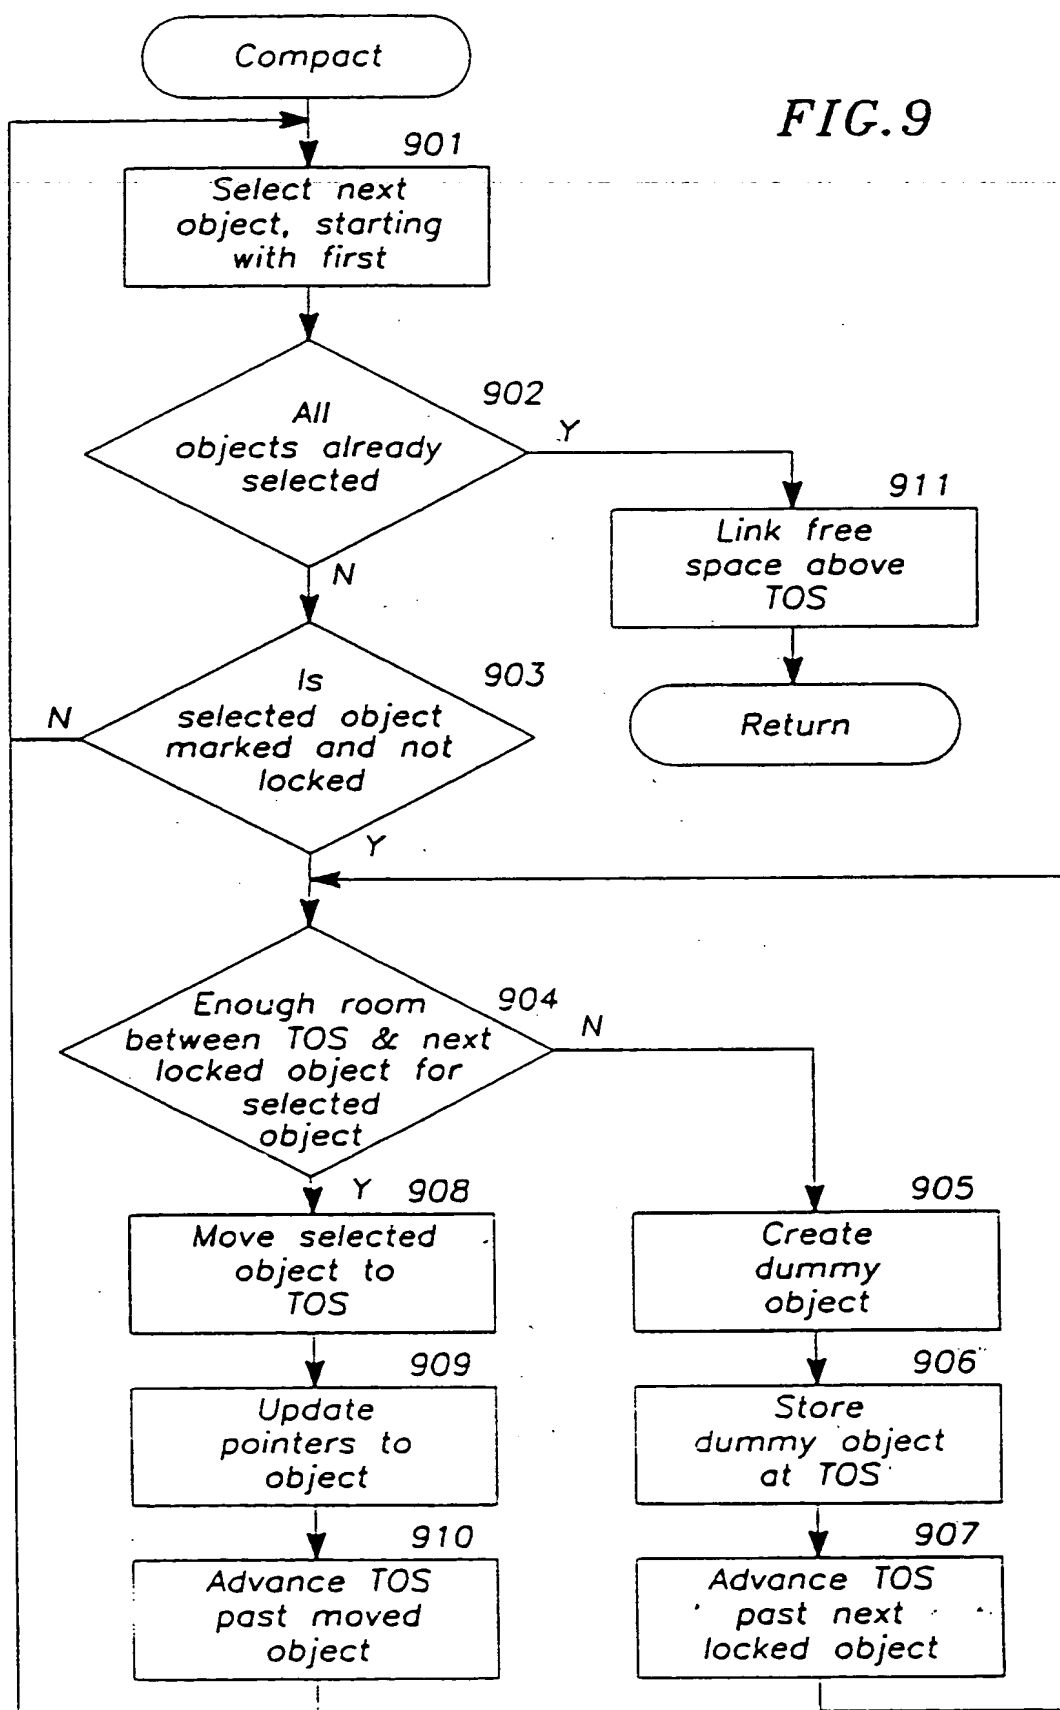 Compact
FIG.9
901
Select next
object, starting
with first
902
All
objects already
selected
Y
N
911
Link free
space above
TOS
903
Is
selected object
marked and not
locked
N
Y
Return
904
Enough room
between TOS & next
locked object for
selected
object
N
Y
908
Move selected
object to
TOS
905
Create
dummy
object
909
Update
pointers to
object
906
Store
dummy object
at TOS
910
Advance TOS
past moved
object
907
Advance TOS
past next
locked object